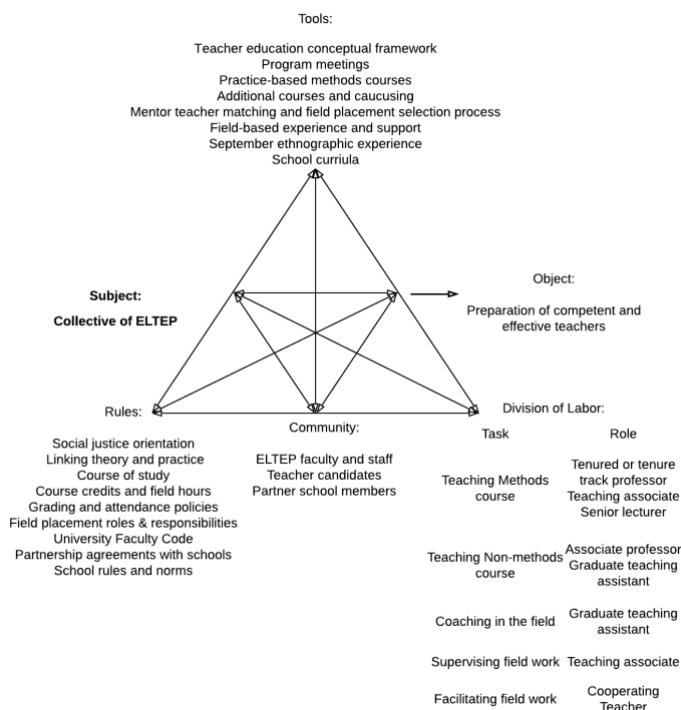 Tools:
Teacher education conceptual framework
Program meetings
Practice-based methods courses
Additional courses and caucusing
Mentor teacher matching and field placement selection process
Field-based experience and support
September ethnographic experience
School curriula
Subject:
Collective of ELTEP
Object:
Preparation of competent and
effective teachers
Rules:
Social justice orientation
Linking theory and practice
Course of study
Course credits and field hours
Grading and attendance policies
Field placement roles & responsibilities
University Faculty Code
Partnership agreements with schools
School rules and norms
Community:
ELTEP faculty and staff
Teacher candidates
Partner school members
Division of Labor:
Task
Role
Teaching Methods
course
Tenured or tenure
track professor
Teaching associate
Senior lecturer
Teaching Non-methods
course
Associate professor
Graduate teaching
assistant
Coaching in the field
Graduate teaching
assistant
Supervising field work
Teaching associate
Facilitating field work
Cooperating
Teacher